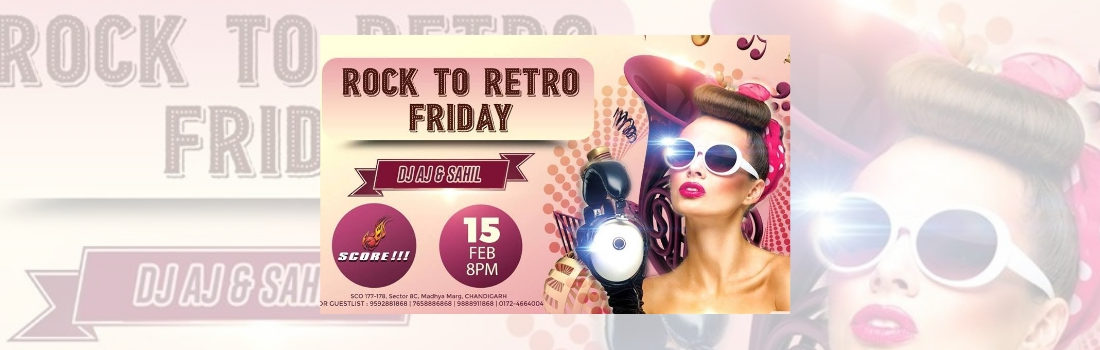 ROCK TO RETRO
FRIDAY
DJ AJ & SAHIL
SCORE!!!
15
FEB
8PM
SCO 177-178, Sector 8C, Madhya Marg, CHANDIGARH
OR GUESTLIST : 9592881868 | 7658886868 | 9888911868 | 0172-4664004
ROCK TO RETRO
FRID
DJ AJ & SAH